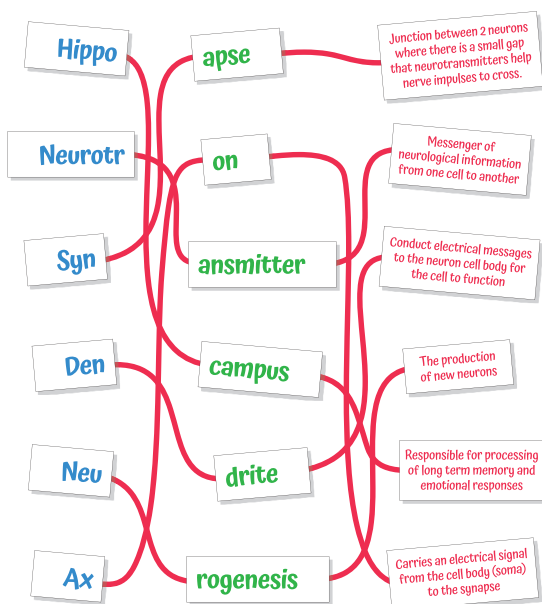 Hippo
Neurotr
Syn
Den
Neu
Ax
apse
on
ansmitter
campus
drite
rogenesis
Junction between 2 neurons
where there is a small gap
that neurotransmitters help
nerve impulses to cross.
Messenger of
neurological information
from one cell to another
Conduct electrical messages
to the neuron cell body for
the cell to function
The production
of new neurons
Responsible for processing
of long term memory and
emotional responses
Carries an electrical signal
from the cell body (soma)
to the synapse